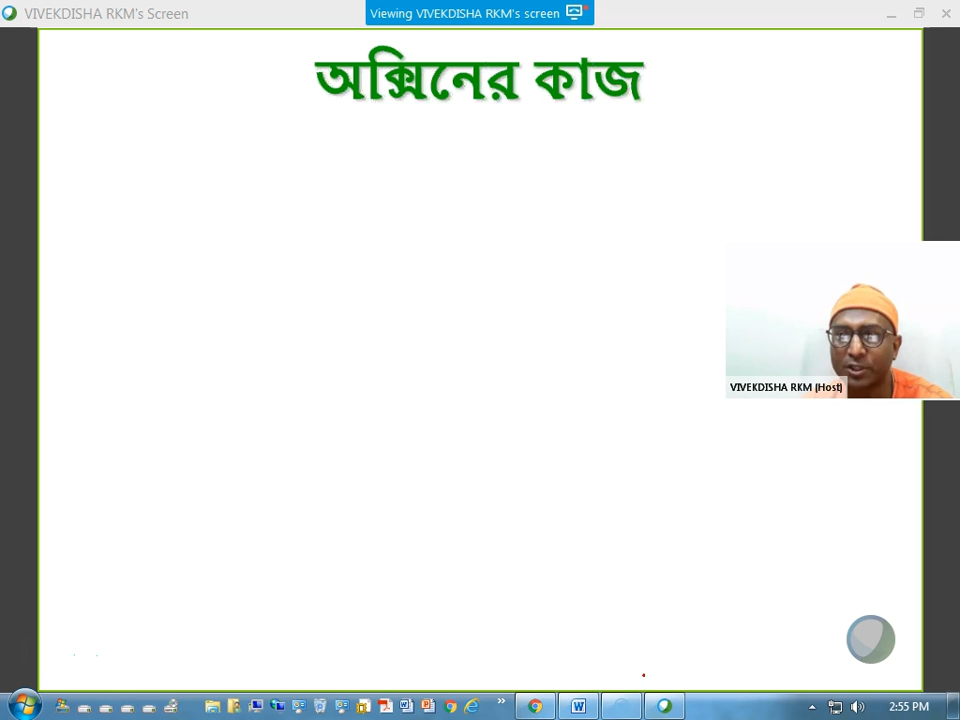 VIVEKDISHA RKM's Screen
Viewing VIVEKDISHA RKM's screen
অক্সিনের কাজ
VIVEKDISHA RKM (Host)
2:55 PM